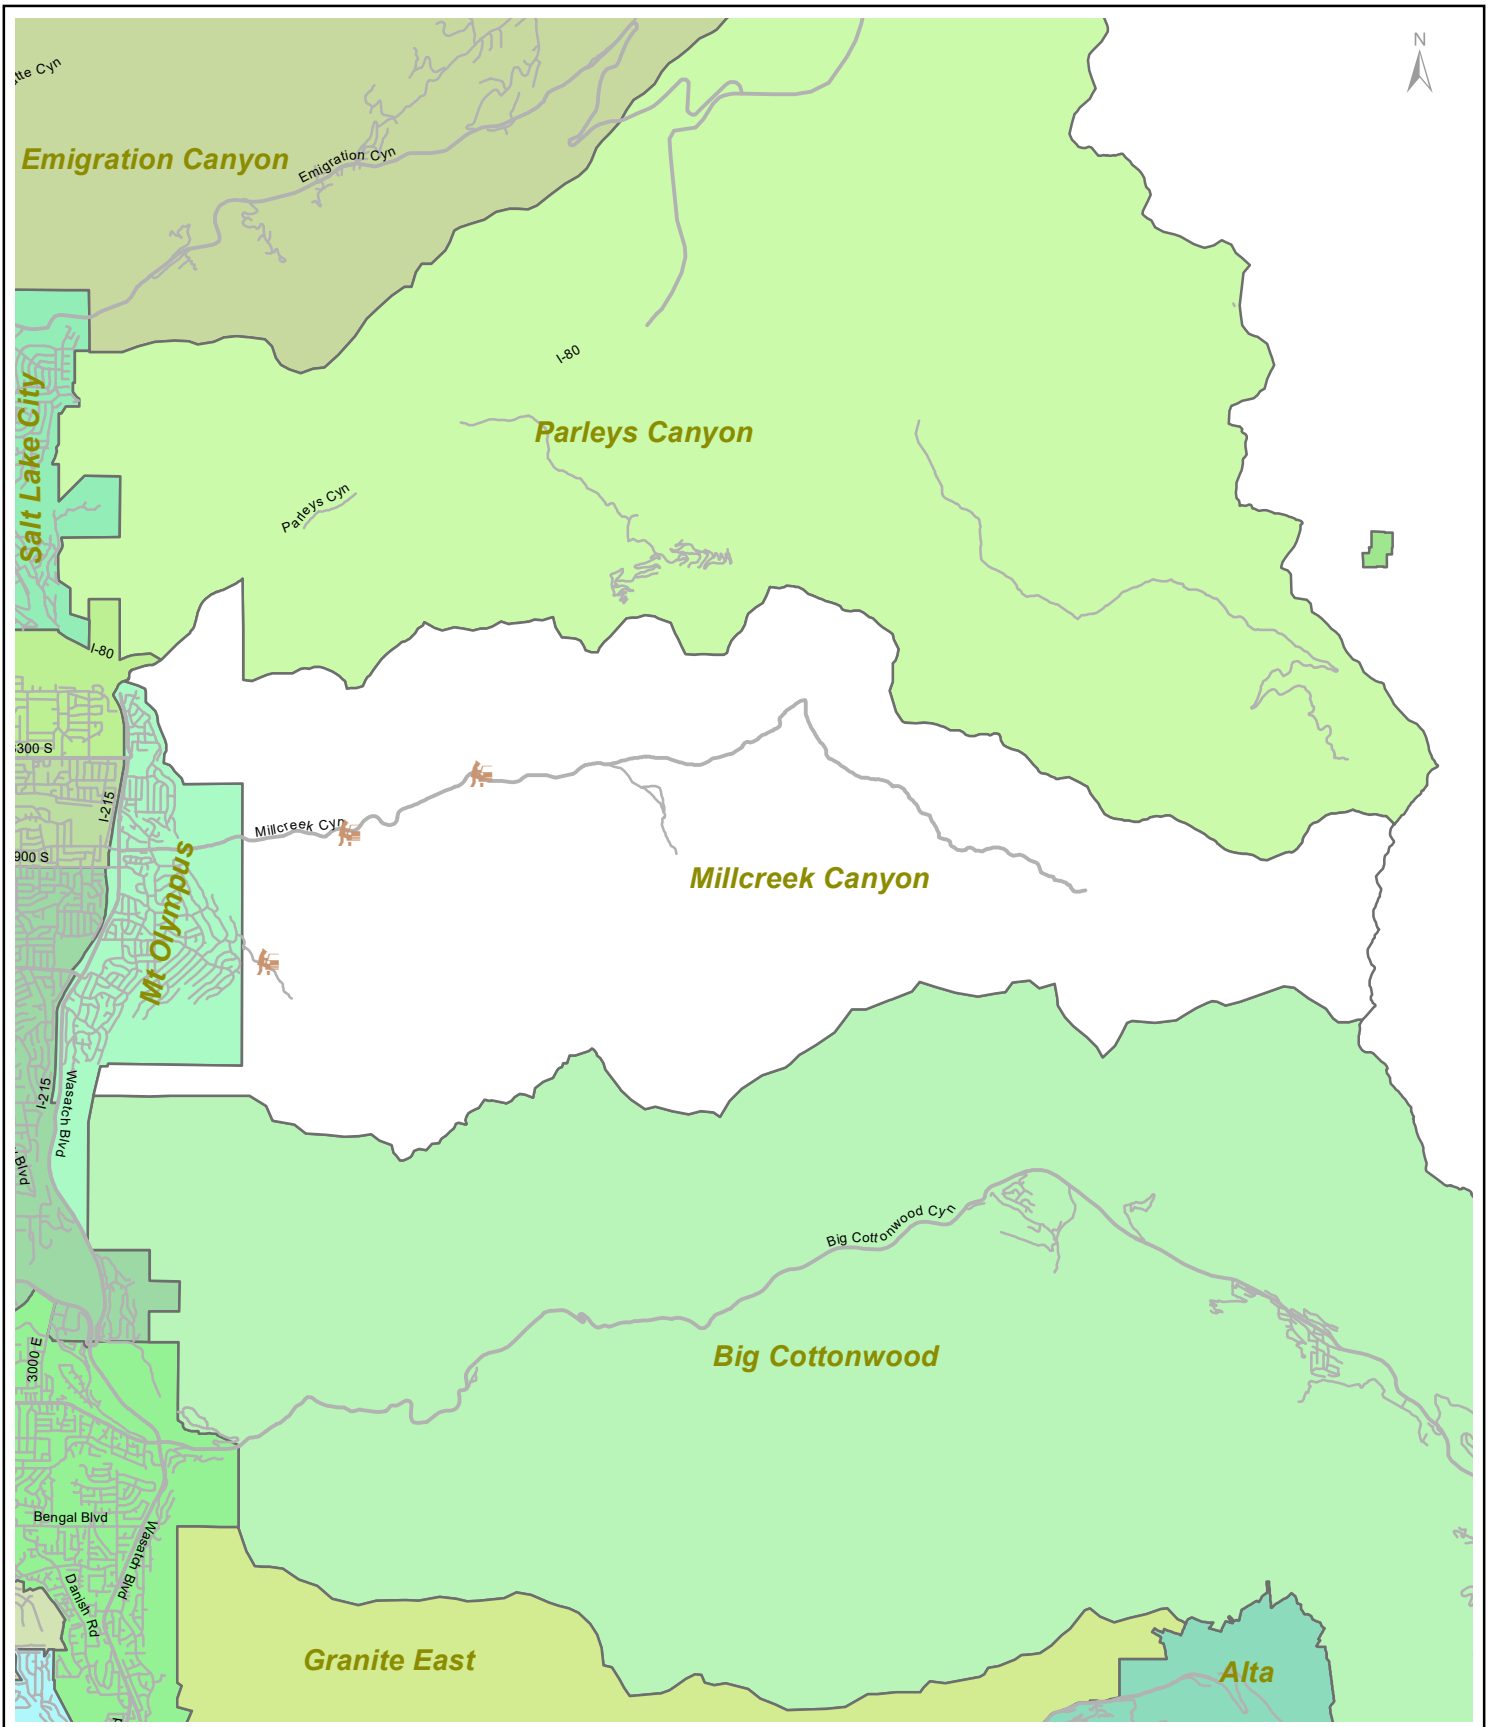 N
Emigration Canyon
Emigration Cyn
Salt Lake City
I-80
Parleys Canyon
Parleys Cyn
I-80
I-215
Millcreek Cyn
900 S
Mt Olympus
Millcreek Canyon
I-215
Wasatch Blvd
Blvd
Big Cottonwood Cyn
3000 E
Big Cottonwood
Bengal Blvd
Wasatch Blvd
Danish Rd
Granite East
Alta